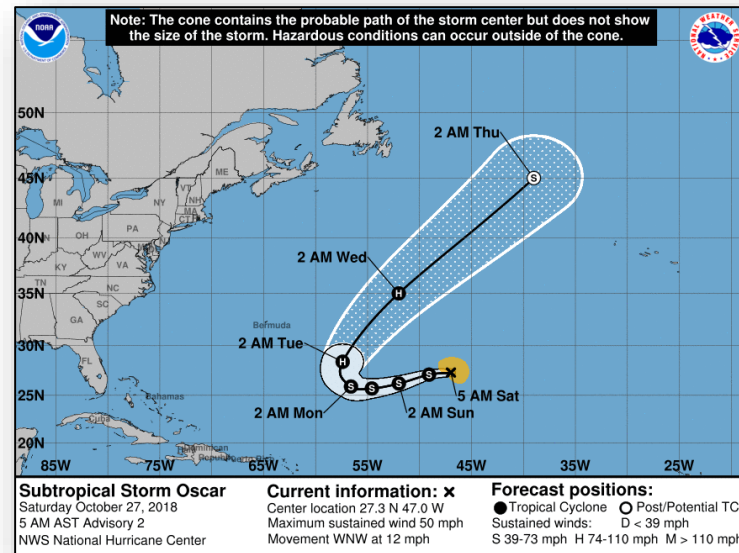 Note: The cone contains the probable path of the storm center but does not show
the size of the storm. Hazardous conditions can occur outside of the cone.
NOAA
NATIONAL WEATHER SERVICE
50N
2 AM Thu
45N
ME
VT
NH
MI
NY
MA
CT
40N
PA
OH
WV
2 AM Wed
KY
VA
35N
TN
NC
SC
GA
Bermuda
30N
2 AM Tue
FL
25N
Bahamas
2 AM Mon
2 AM Sun
5 AM Sat
Cuba
20N
Dominican
Republic
Puerto Rico
85W 75W 65W 55W 45W 35W 25W
H
S
S S S S H S
Subtropical Storm Oscar
Saturday October 27, 2018
5 AM AST Advisory 2
NWS National Hurricane Center
Current information: ×
Center location 27.3 N 47.0 W
Maximum sustained wind 50 mph
Movement WNW at 12 mph
Forecast positions:
● Tropical Cyclone ○ Post/Potential TC
Sustained winds: D < 39 mph
S 39-73 mph H 74-110 mph M > 110 mph